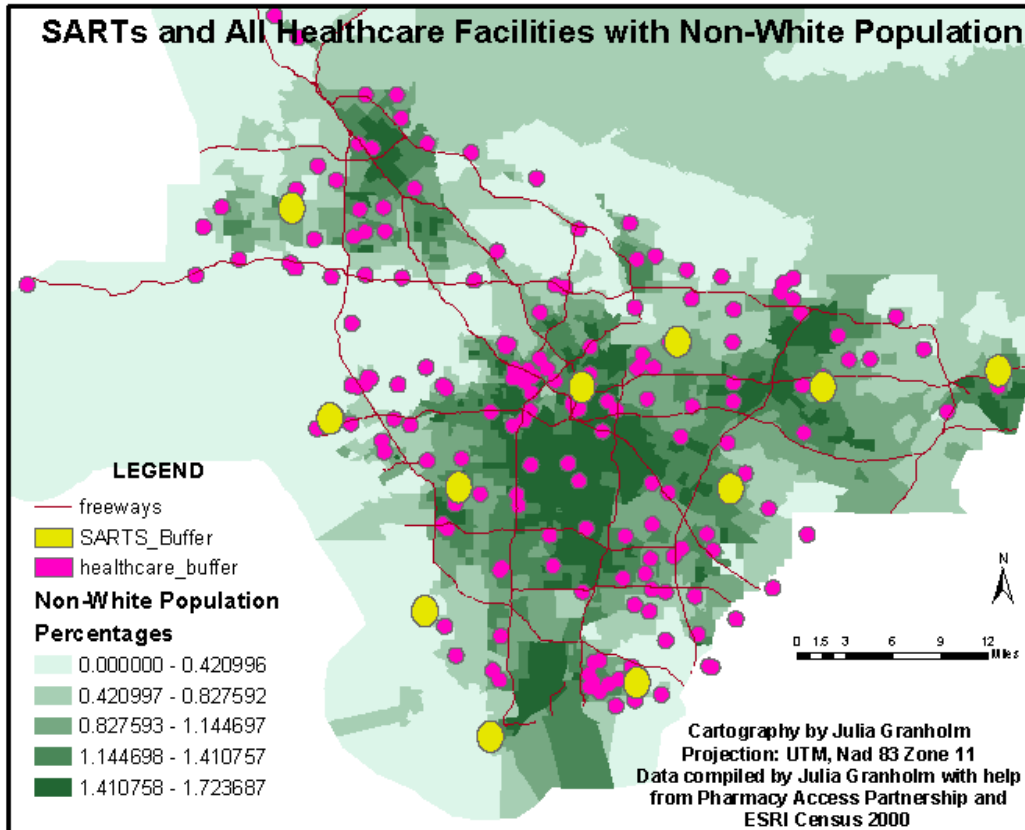 SARTs and All Healthcare Facilities with Non-White Population
LEGEND
freeways
SARTS_Buffer
healthcare_buffer
Non-White Population
Percentages
0.000000 - 0.420996
0.420997 - 0.827592
0.827593 - 1.144697
1.144698 - 1.410757
1.410758 - 1.723687
N
0 1.5 3 6 9 12
Miles
Cartography by Julia Granholm
Projection: UTM, Nad 83 Zone 11
Data compiled by Julia Granholm with help
from Pharmacy Access Partnership and
ESRI Census 2000